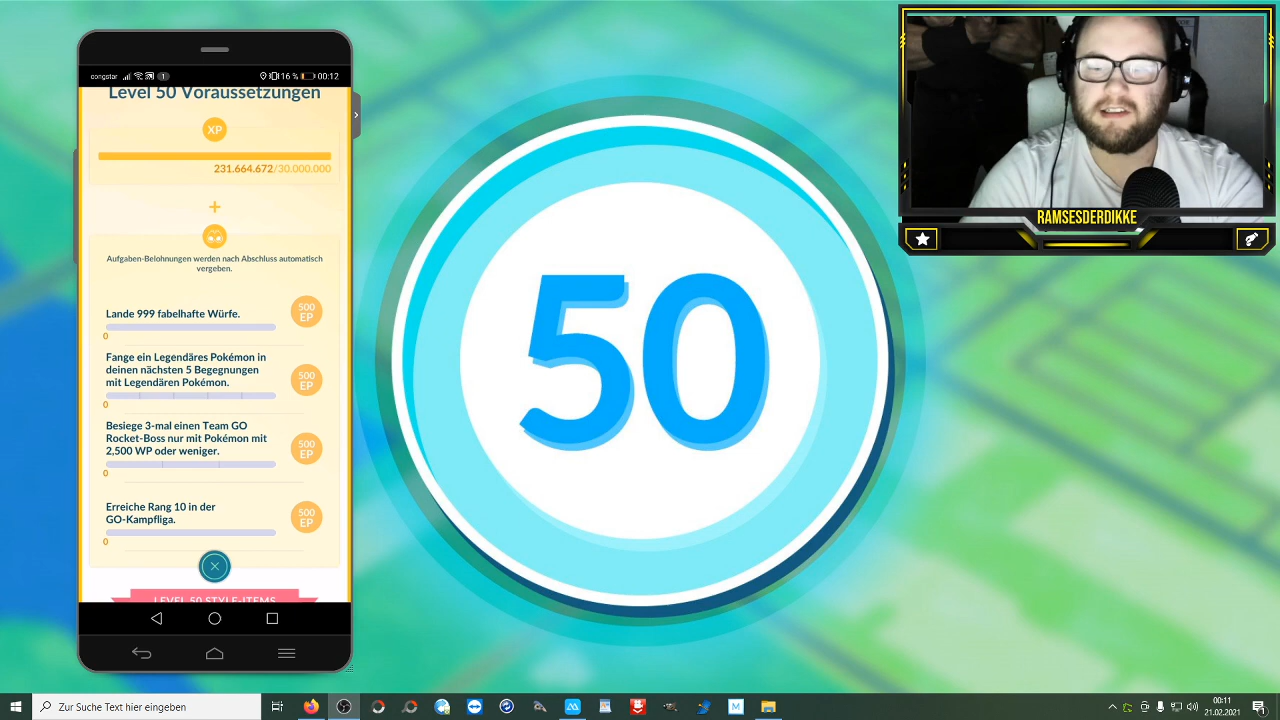 congstar
1
16 %
00:12
Level 50 Voraussetzungen
XP
231.664.672/30.000.000
+
Aufgaben-Belohnungen werden nach Abschluss automatisch
vergeben.
Lande 999 fabelhafte Würfe.
500
EP
0
Fange ein Legendäres Pokémon in
deinen nächsten 5 Begegnungen
mit Legendären Pokémon.
500
EP
0
Besiege 3-mal einen Team GO
Rocket-Boss nur mit Pokémon mit
2,500 WP oder weniger.
500
EP
0
Erreiche Rang 10 in der
GO-Kampfliga.
500
EP
0
LEVEL 50 STYLE-ITEMS
50
RAMSESDERDIKKE
Zur Suche Text hier eingeben
M
00:11
21.02.2021